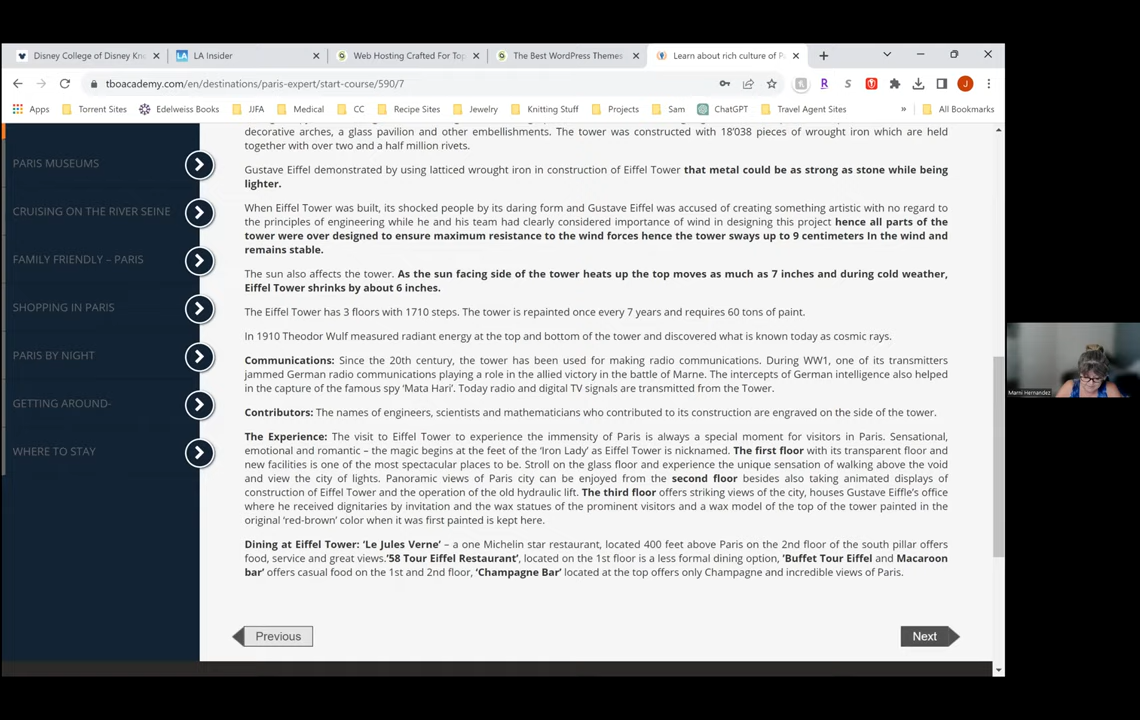 Disney College of Disney Kno
LA Insider
Web Hosting Crafted For Top
The Best WordPress Themes
Learn about rich culture of Pa
tboacademy.com/en/destinations/paris-expert/start-course/590/7
Apps
Torrent Sites
Edelweiss Books
JJFA
Medical
CC
Recipe Sites
Jewelry
Knitting Stuff
Projects
Sam
ChatGPT
Travel Agent Sites
»
All Bookmarks
PARIS MUSEUMS
CRUISING ON THE RIVER SEINE
FAMILY FRIENDLY – PARIS
SHOPPING IN PARIS
PARIS BY NIGHT
GETTING AROUND-
WHERE TO STAY
decorative arches, a glass pavilion and other embellishments. The tower was constructed with 18'038 pieces of wrought iron which are held
together with over two and a half million rivets.
Gustave Eiffel demonstrated by using latticed wrought iron in construction of Eiffel Tower that metal could be as strong as stone while being
lighter.
When Eiffel Tower was built, its shocked people by its daring form and Gustave Eiffel was accused of creating something artistic with no regard to
the principles of engineering while he and his team had clearly considered importance of wind in designing this project hence all parts of the
tower were over designed to ensure maximum resistance to the wind forces hence the tower sways up to 9 centimeters In the wind and
remains stable.
The sun also affects the tower. As the sun facing side of the tower heats up the top moves as much as 7 inches and during cold weather,
Eiffel Tower shrinks by about 6 inches.
The Eiffel Tower has 3 floors with 1710 steps. The tower is repainted once every 7 years and requires 60 tons of paint.
In 1910 Theodor Wulf measured radiant energy at the top and bottom of the tower and discovered what is known today as cosmic rays.
Communications: Since the 20th century, the tower has been used for making radio communications. During WW1, one of its transmitters
jammed German radio communications playing a role in the allied victory in the battle of Marne. The intercepts of German intelligence also helped
in the capture of the famous spy 'Mata Hari'. Today radio and digital TV signals are transmitted from the Tower.
Contributors: The names of engineers, scientists and mathematicians who contributed to its construction are engraved on the side of the tower.
The Experience: The visit to Eiffel Tower to experience the immensity of Paris is always a special moment for visitors in Paris. Sensational,
emotional and romantic – the magic begins at the feet of the 'Iron Lady' as Eiffel Tower is nicknamed. The first floor with its transparent floor and
new facilities is one of the most spectacular places to be. Stroll on the glass floor and experience the unique sensation of walking above the void
and view the city of lights. Panoramic views of Paris city can be enjoyed from the second floor besides also taking animated displays of
construction of Eiffel Tower and the operation of the old hydraulic lift. The third floor offers striking views of the city, houses Gustave Eiffle's office
where he received dignitaries by invitation and the wax statues of the prominent visitors and a wax model of the top of the tower painted in the
original 'red-brown' color when it was first painted is kept here.
Dining at Eiffel Tower: 'Le Jules Verne' – a one Michelin star restaurant, located 400 feet above Paris on the 2nd floor of the south pillar offers
food, service and great views.'58 Tour Eiffel Restaurant', located on the 1st floor is a less formal dining option, 'Buffet Tour Eiffel and Macaroon
bar' offers casual food on the 1st and 2nd floor, 'Champagne Bar' located at the top offers only Champagne and incredible views of Paris.
Previous
Next
Marni Hernandez